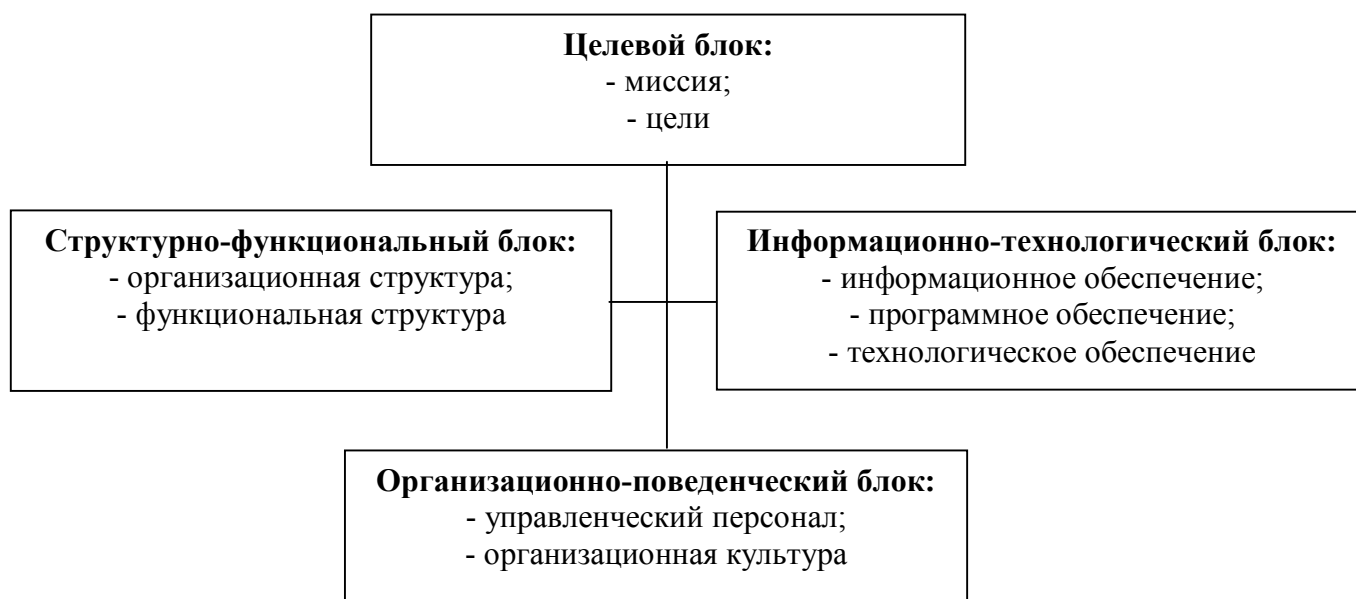 Целевой блок:
- миссия;
- цели
Структурно-функциональный блок:
- организационная структура;
- функциональная структура
Информационно-технологический блок:
- информационное обеспечение;
- программное обеспечение;
- технологическое обеспечение
Организационно-поведенческий блок:
- управленческий персонал;
- организационная культура